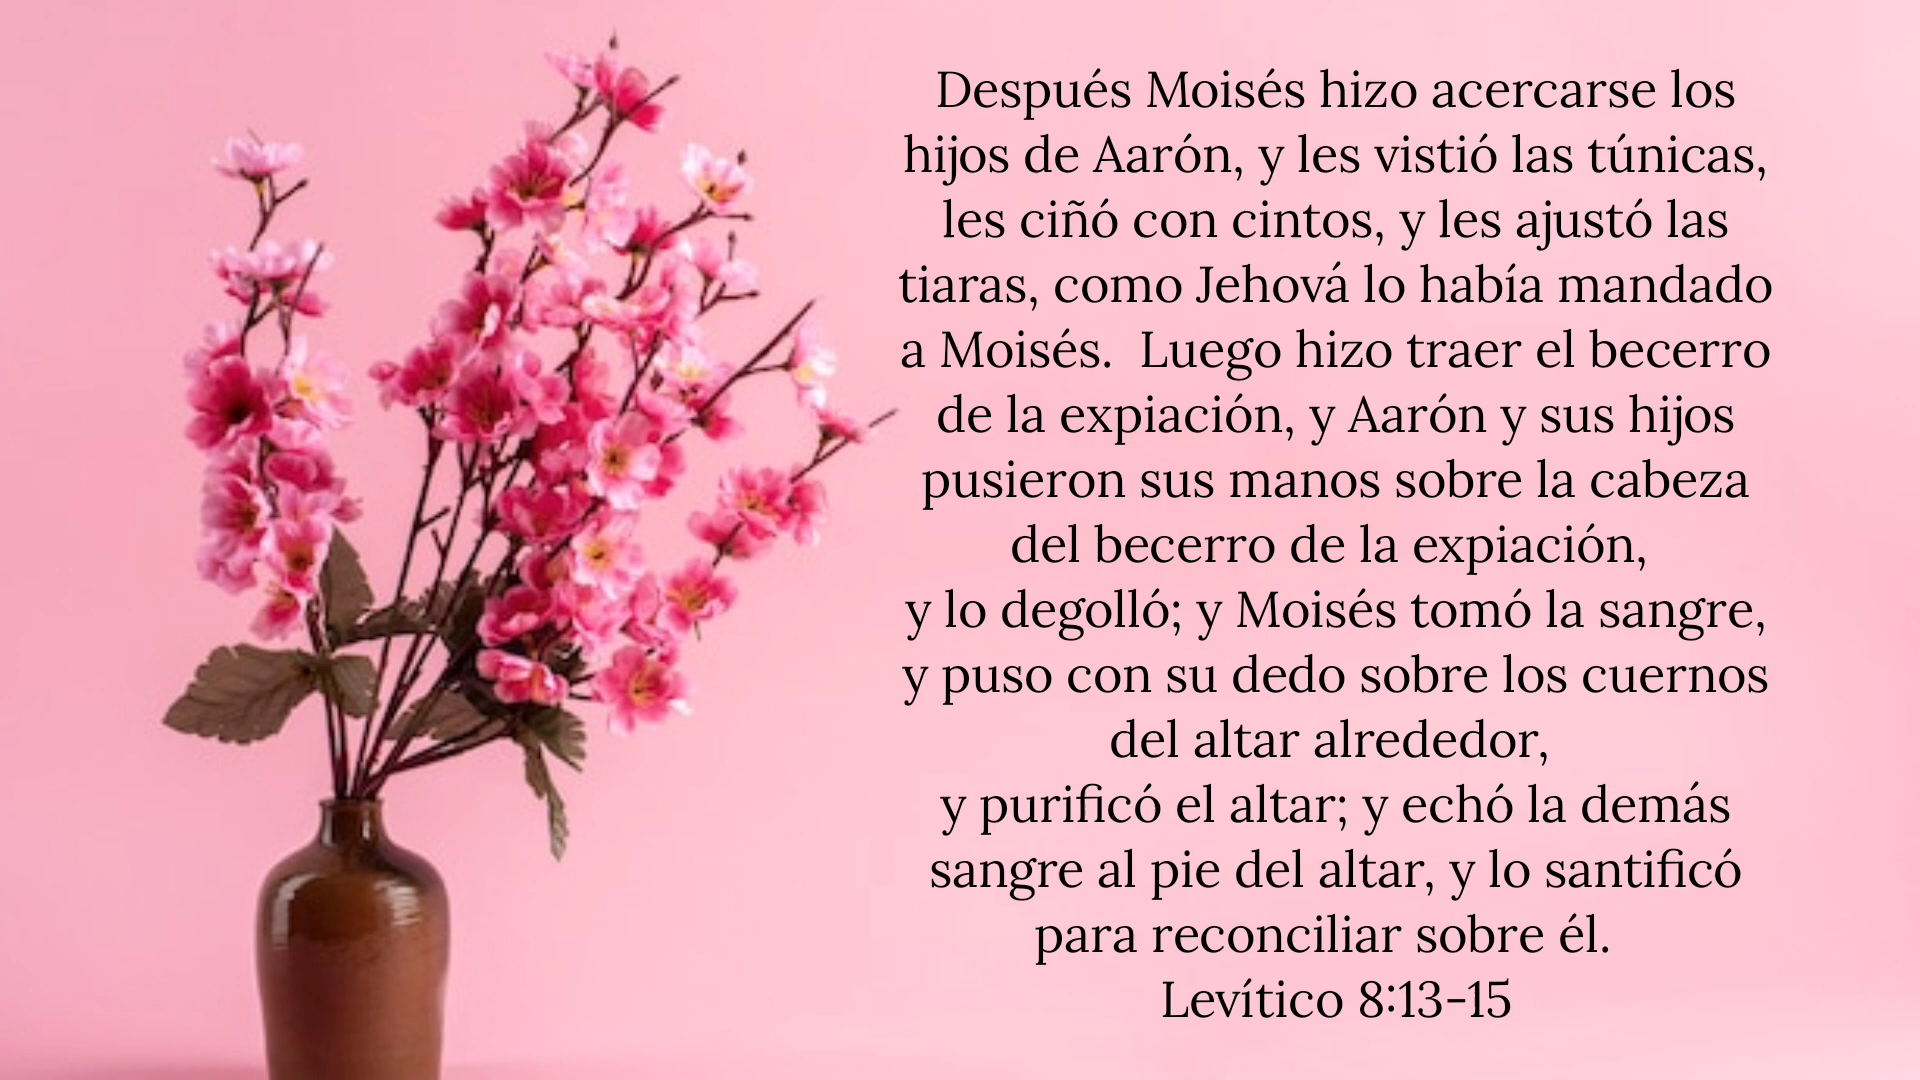 Después Moisés hizo acercarse los
hijos de Aarón, y les vistió las túnicas,
les ciñó con cintos, y les ajustó las
tiaras, como Jehová lo había mandado
a Moisés.  Luego hizo traer el becerro
de la expiación, y Aarón y sus hijos
pusieron sus manos sobre la cabeza
del becerro de la expiación,
y lo degolló; y Moisés tomó la sangre,
y puso con su dedo sobre los cuernos
del altar alrededor,
y purificó el altar; y echó la demás
sangre al pie del altar, y lo santificó
para reconciliar sobre él.
Levítico 8:13-15